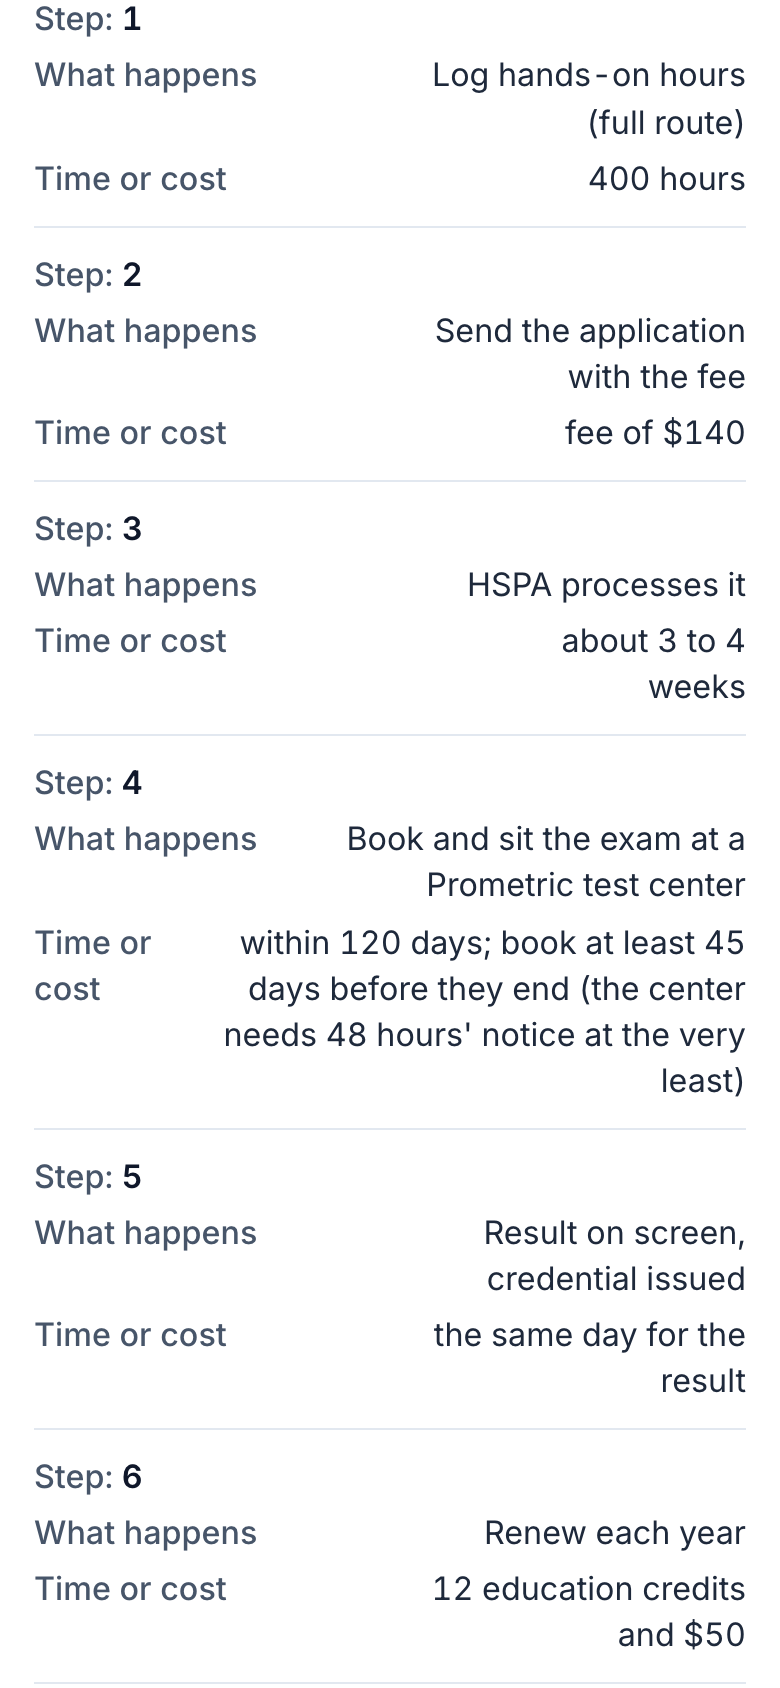 Step: 1
What happens Log hands-on hours
(full route)
Time or cost 400 hours
Step: 2
What happens Send the application
with the fee
Time or cost fee of $140
Step: 3
What happens HSPA processes it
Time or cost about 3 to 4
weeks
Step: 4
What happens Book and sit the exam at a
Prometric test center
Time or within 120 days; book at least 45
cost days before they end (the center
needs 48 hours' notice at the very
least)
Step: 5
What happens Result on screen,
credential issued
Time or cost the same day for the
result
Step: 6
What happens Renew each year
Time or cost 12 education credits
and $50